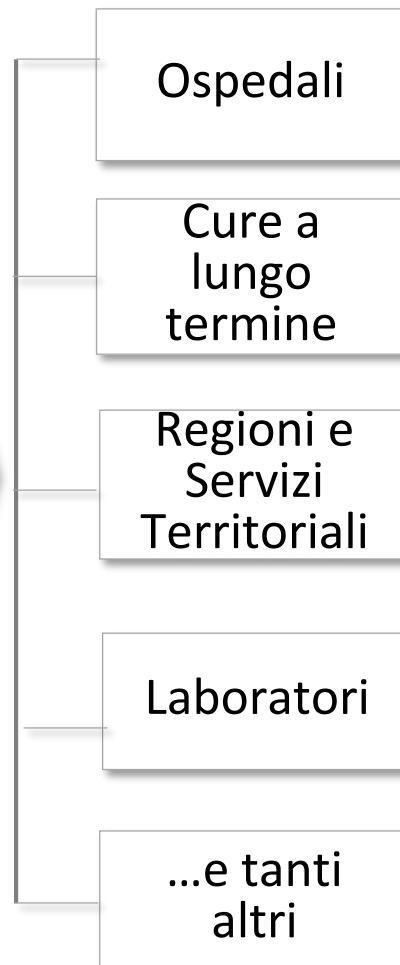 Ospedali
Cure a
lungo
termine
Regioni e
Servizi
Territoriali
Laboratori
...e tanti
altri